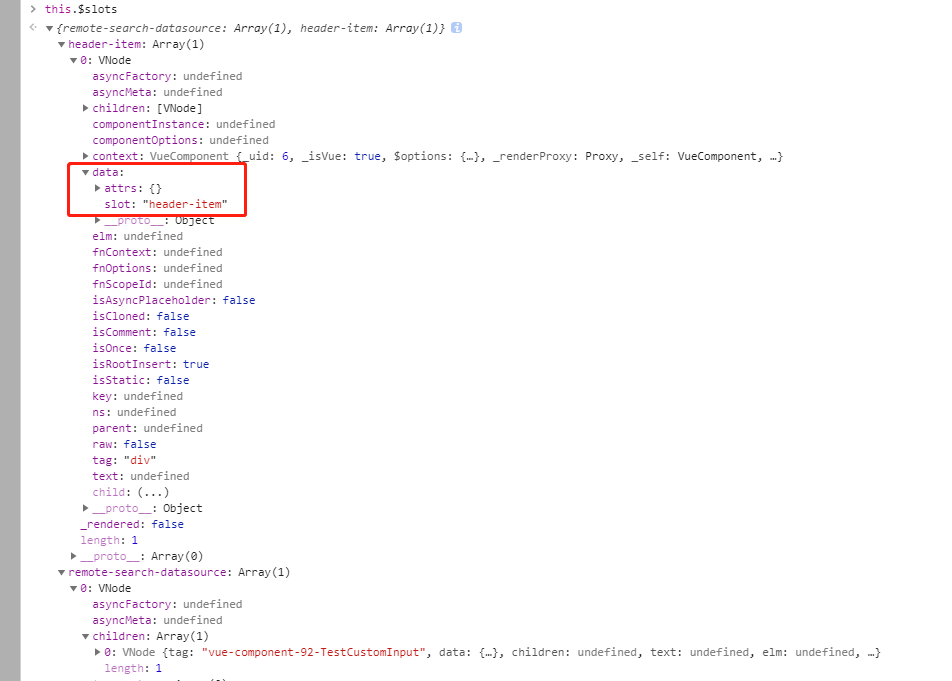 > this.$slots
{remote-search-datasource: Array(1), header-item: Array(1)} i
header-item: Array(1)
0: VNode
asyncFactory: undefined
asyncMeta: undefined
children: [VNode]
componentInstance: undefined
componentOptions: undefined
context: VueComponent {_uid: 6, _isVue: true, $options: {…}, _renderProxy: Proxy, _self: VueComponent, …}
data:
attrs: {}
slot: "header-item"
__proto__: Object
elm: undefined
fnContext: undefined
fnOptions: undefined
fnScopeId: undefined
isAsyncPlaceholder: false
isCloned: false
isComment: false
isOnce: false
isRootInsert: true
isStatic: false
key: undefined
ns: undefined
parent: undefined
raw: false
tag: "div"
text: undefined
child: (...)
__proto__: Object
_rendered: false
length: 1
__proto__: Array(0)
remote-search-datasource: Array(1)
0: VNode
asyncFactory: undefined
asyncMeta: undefined
children: Array(1)
0: VNode {tag: "vue-component-92-TestCustomInput", data: {…}, children: undefined, text: undefined, elm: undefined, …}
length: 1